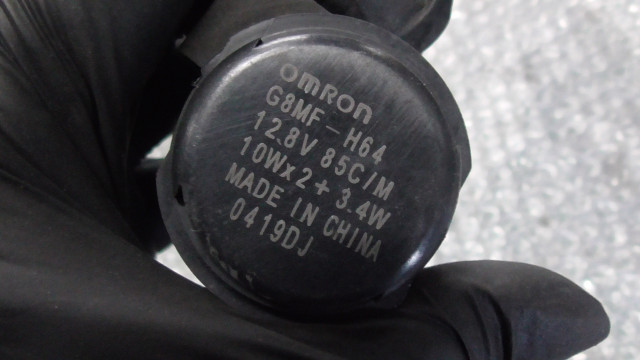 omron
G8MF-H64
12.8V 85C/M
10Wx2+3.4W
MADE IN CHINA
0419DJ